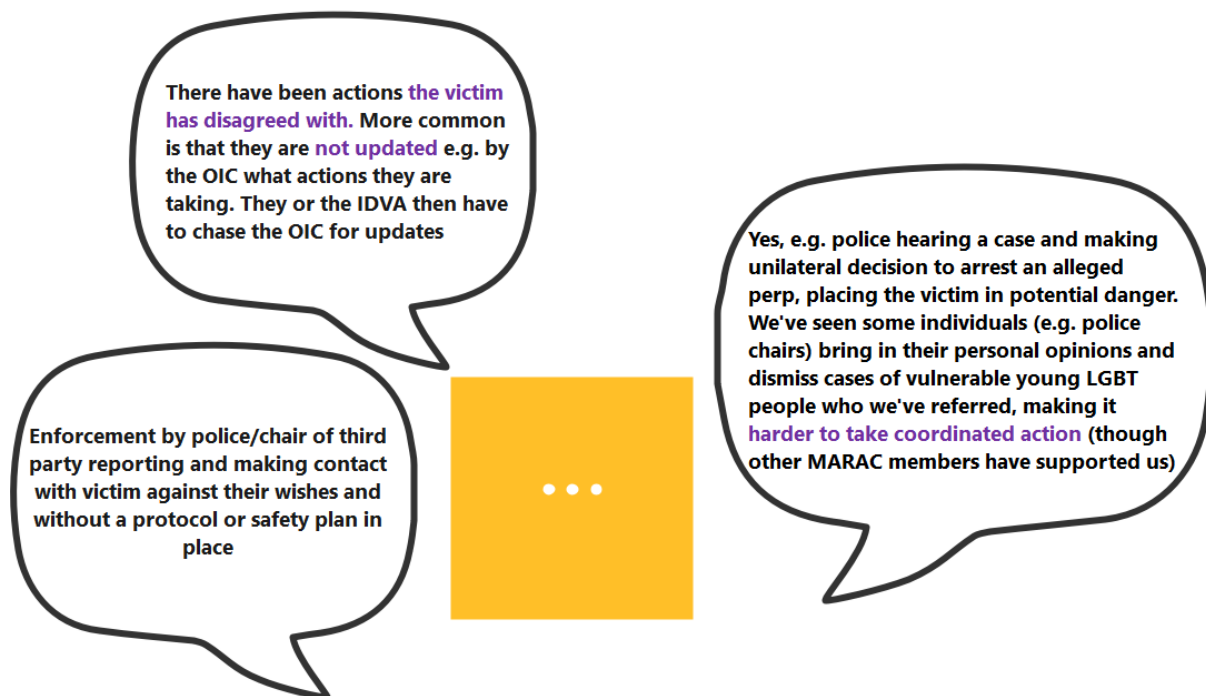 There have been actions the victim
has disagreed with. More common
is that they are not updated e.g. by
the OIC what actions they are
taking. They or the IDVA then have
to chase the OIC for updates
Enforcement by police/chair of third
party reporting and making contact
with victim against their wishes and
without a protocol or safety plan in
place
...
Yes, e.g. police hearing a case and making
unilateral decision to arrest an alleged
perp, placing the victim in potential danger.
We've seen some individuals (e.g. police
chairs) bring in their personal opinions and
dismiss cases of vulnerable young LGBT
people who we've referred, making it
harder to take coordinated action (though
other MARAC members have supported us)